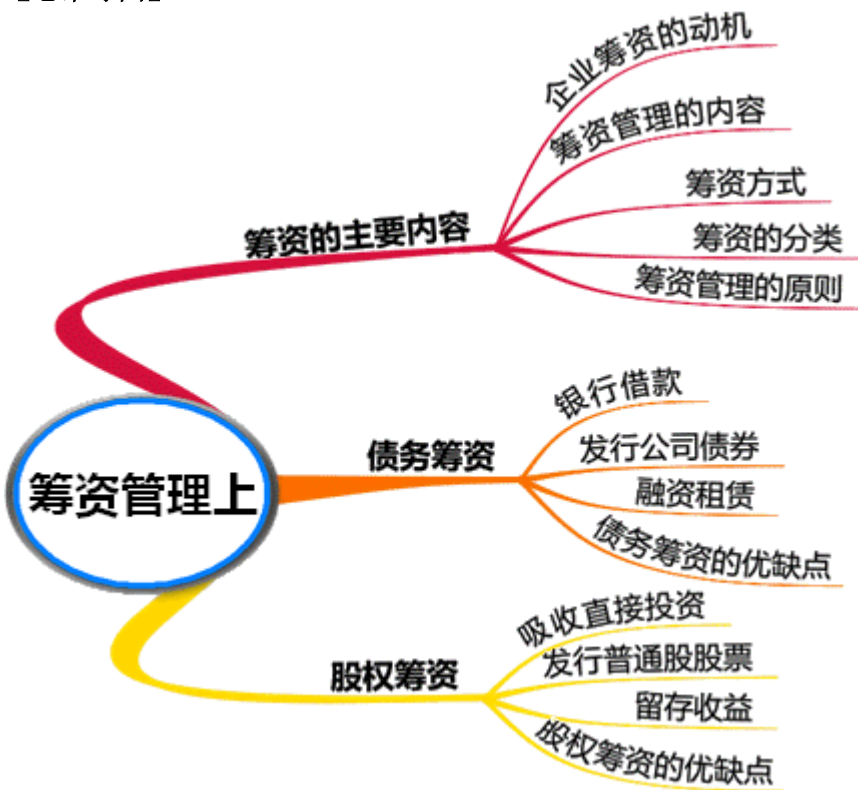 企业筹资的动机
筹资管理的内容
筹资方式
筹资的分类
筹资管理的原则
筹资的主要内容
银行借款
发行公司债券
融资租赁
债务筹资的优缺点
债务筹资
筹资管理上
吸收直接投资
发行普通股股票
留存收益
股权筹资的优缺点
股权筹资